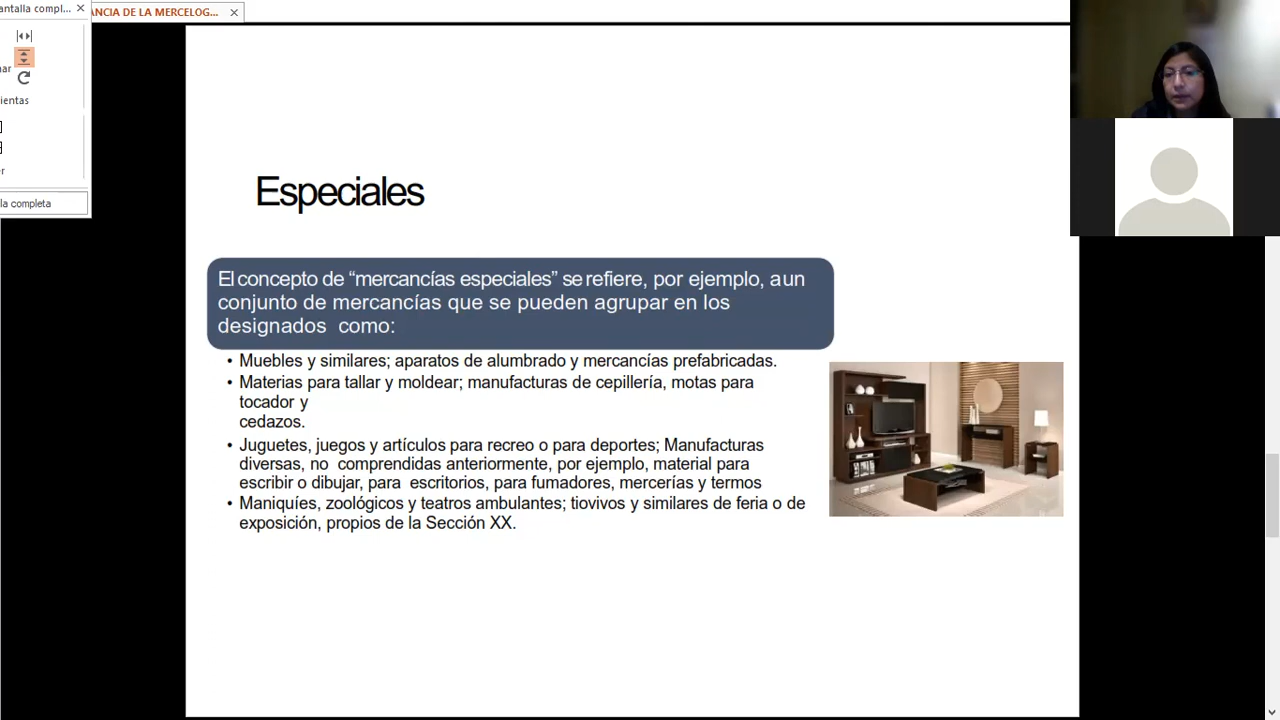 antalla compl...
ANCIA DE LA MERCELOG...
nar
ientas
er
la completa
Especiales
El concepto de “mercancías especiales” se refiere, por ejemplo, a un
conjunto de mercancías que se pueden agrupar en los
designados como:
• Muebles y similares; aparatos de alumbrado y mercancías prefabricadas.
• Materias para tallar y moldear; manufacturas de cepillería, motas para
tocador y
cedazos.
• Juguetes, juegos y artículos para recreo o para deportes; Manufacturas
diversas, no comprendidas anteriormente, por ejemplo, material para
escribir o dibujar, para escritorios, para fumadores, mercerías y termos
• Maniquíes, zoológicos y teatros ambulantes; tiovivos y similares de feria o de
exposición, propios de la Sección XX.